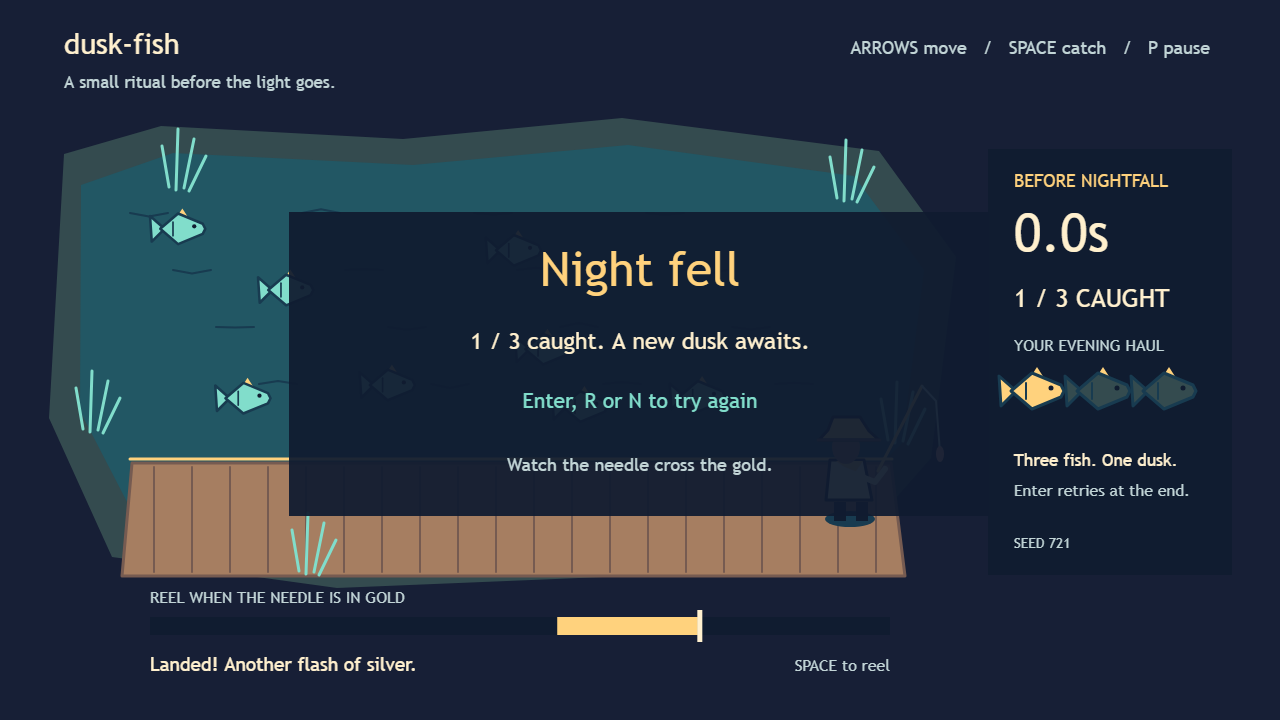 dusk-fish
A small ritual before the light goes.
ARROWS move / SPACE catch / P pause
BEFORE NIGHTFALL
0.0s
1 / 3 CAUGHT
YOUR EVENING HAUL
Three fish. One dusk.
Enter retries at the end.
SEED 721
Night fell
1 / 3 caught. A new dusk awaits.
Enter, R or N to try again
Watch the needle cross the gold.
REEL WHEN THE NEEDLE IS IN GOLD
Landed! Another flash of silver.
SPACE to reel